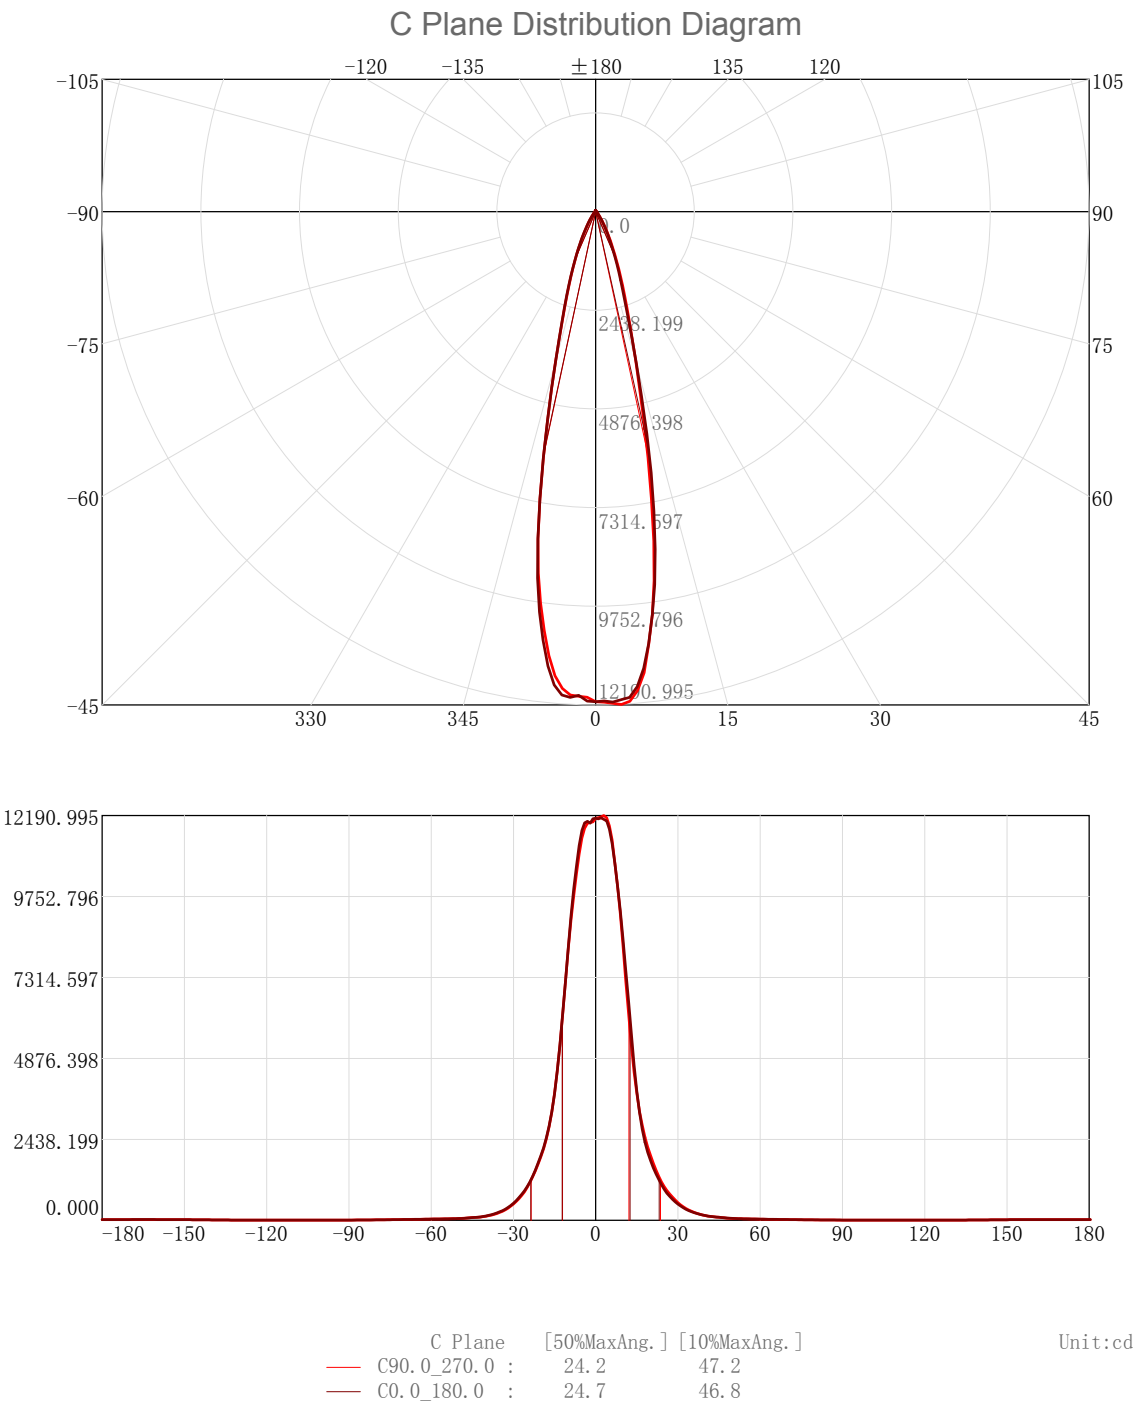 C Plane Distribution Diagram
-120 -135 ±180 135 120
-105 105
-90 90
0.0
2438.199
-75 75
4876.398
-60 60
7314.597
9752.796
12190.995
-45
330 345 0 15 30 45
12190.995
9752.796
7314.597
4876.398
2438.199
0.000
-180 -150 -120 -90 -60 -30 0 30 60 90 120 150 180
C Plane [50%MaxAng.] [10%MaxAng.] Unit:cd
C90.0_270.0 : 24.2 47.2
C0.0_180.0 : 24.7 46.8